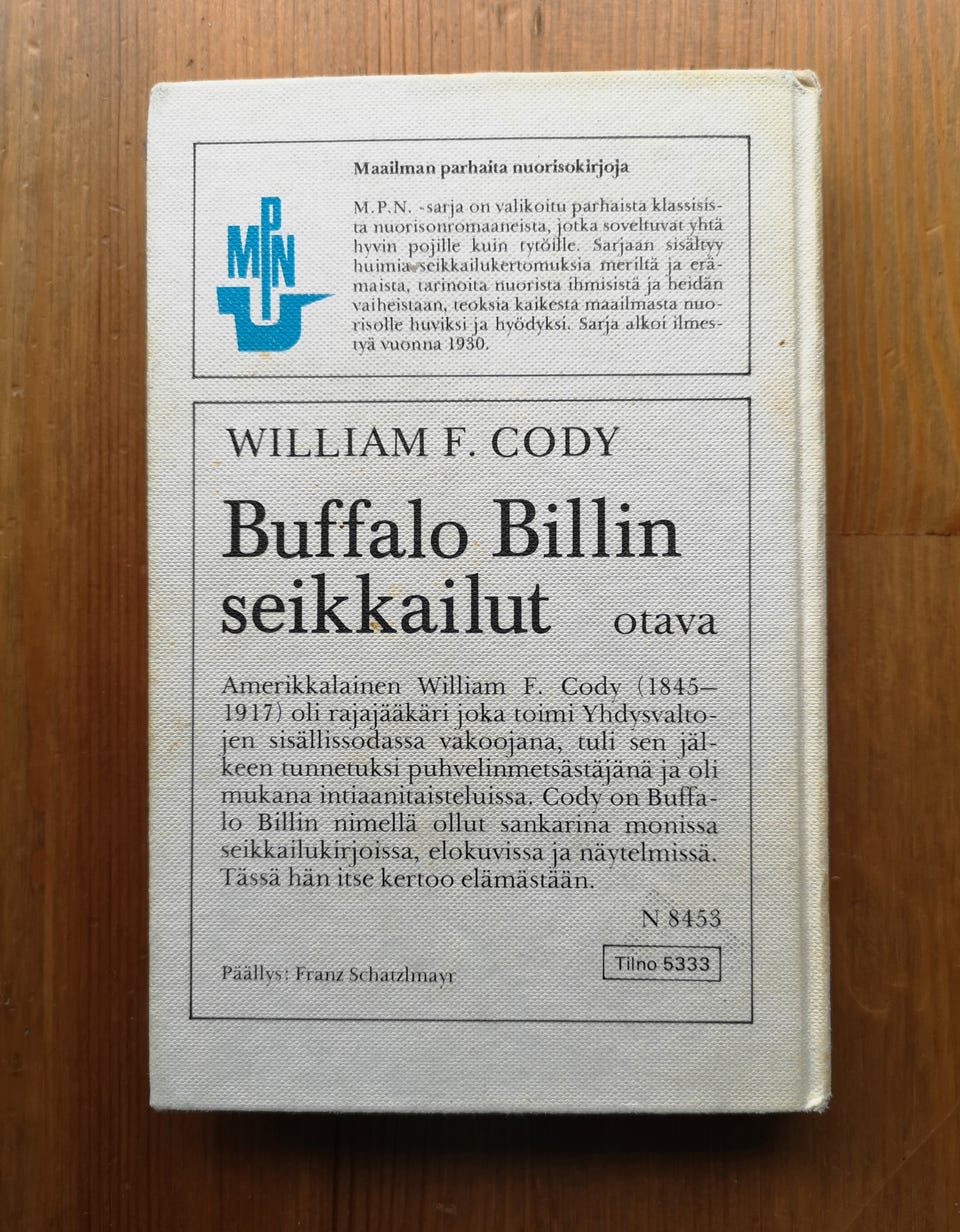 Maailman parhaita nuorisokirjoja
MPN
M.P.N. -sarja on valikoitu parhaista klassisis-
ta nuorisonromaaneista, jotka soveltuvat yhtä
hyvin pojille kuin tytöille. Sarjaan sisältyy
huimia seikkailukertomuksia meriltä ja erä-
maista, tarinoita nuorista ihmisistä ja heidän
vaiheistaan, teoksia kaikesta maailmasta nuo-
risolle huviksi ja hyödyksi. Sarja alkoi ilmes-
tyä vuonna 1930.
WILLIAM F. CODY
Buffalo Billin
seikkailut otava
Amerikkalainen William F. Cody (1845–
1917) oli rajajääkäri joka toimi Yhdysvalto-
jen sisällissodassa vakoojana, tuli sen jäl-
keen tunnetuksi puhvelinmetsästäjänä ja oli
mukana intiaanitaisteluissa. Cody on Buffa-
lo Billin nimellä ollut sankarina monissa
seikkailukirjoissa, elokuvissa ja näytelmissä.
Tässä hän itse kertoo elämästään.
N 8453
Päällys: Franz Schatzlmayr
Tilno 5333